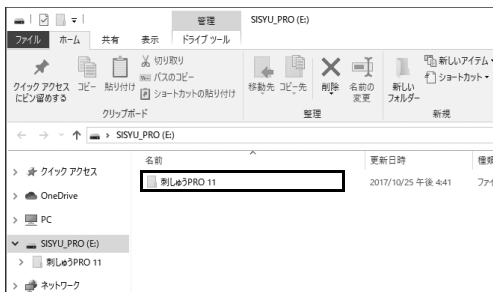 管理 SISYU_PRO (E:)
ファイル ホーム 共有 表示 ドライブ ツール
クイック アクセス
にピン留めする
コピー 貼り付け
切り取り
パスのコピー
ショートカットの貼り付け
クリップボード
移動先 コピー先 削除 名前の
変更
整理
新しい
フォルダー
新しいアイテム
ショートカット
新規
SISYU_PRO (E:)
名前 更新日時 種類
クイック アクセス
OneDrive
PC
SISYU_PRO (E:)
刺しゅうPRO 11
ネットワーク
刺しゅうPRO 11 2017/10/25 午後 4:41 ファイ